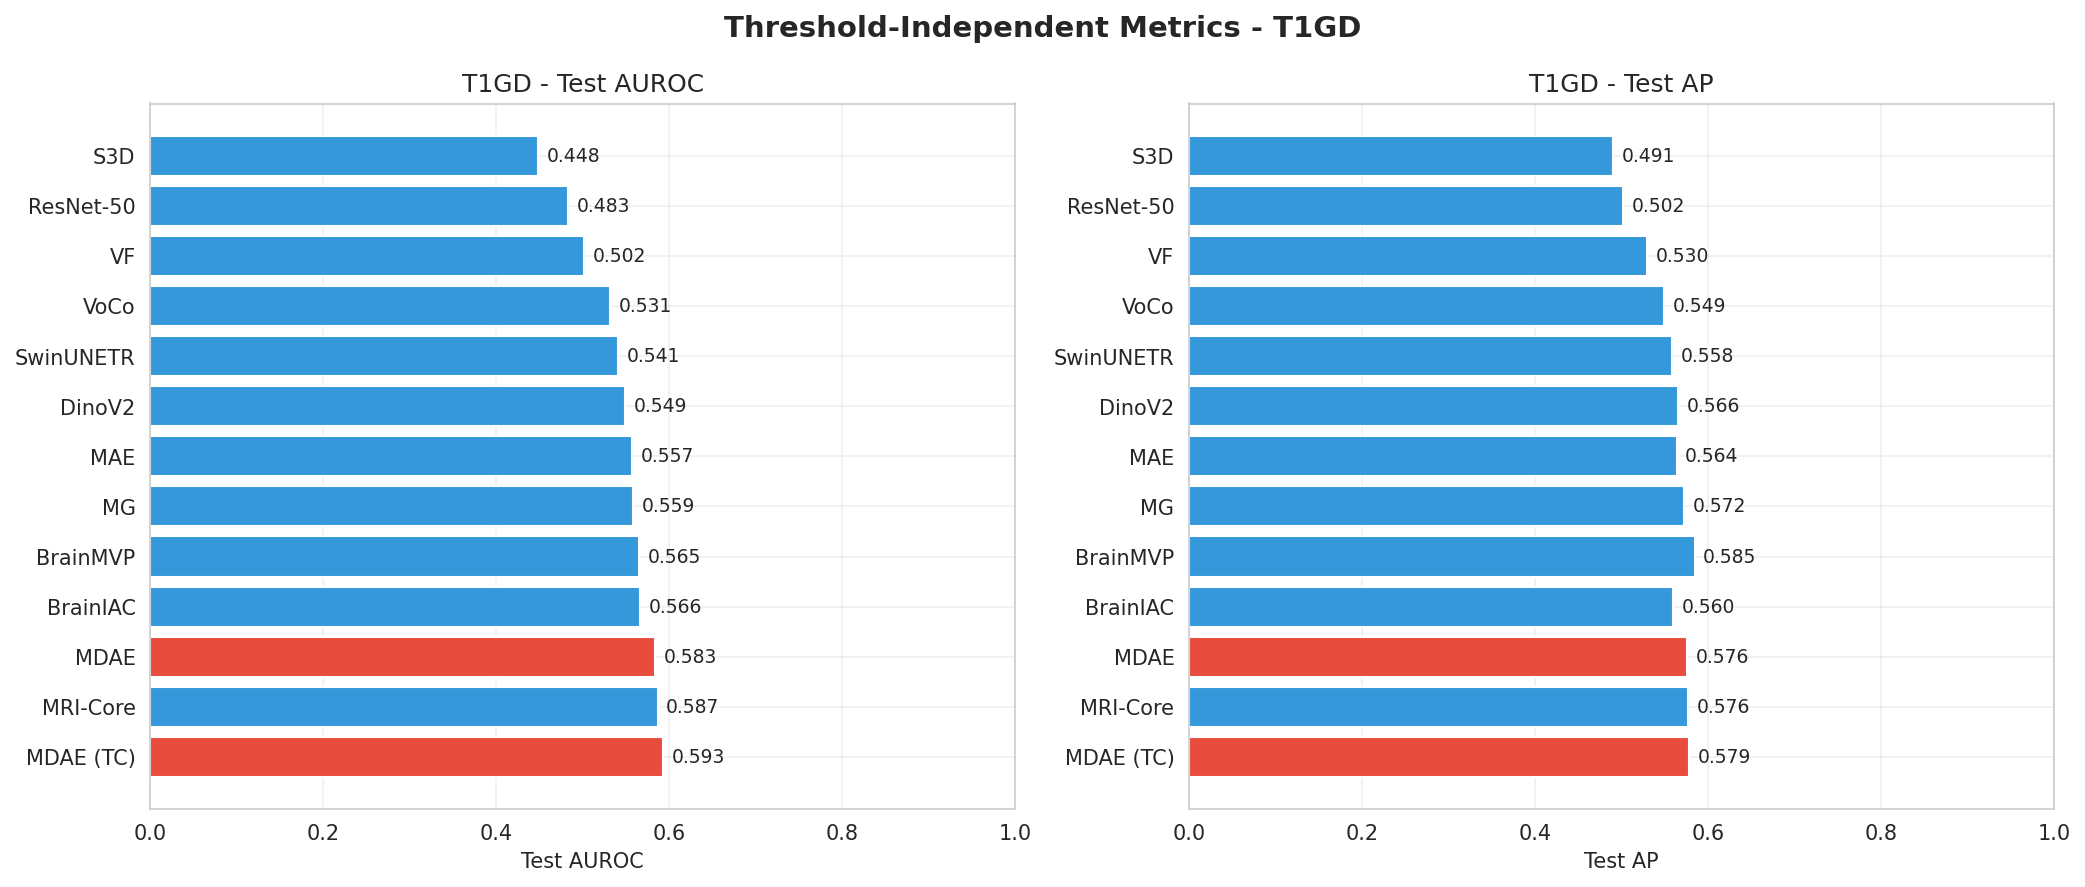 Threshold-Independent Metrics - T1GD
T1GD - Test AUROC
S3D 0.448
ResNet-50 0.483
VF 0.502
VoCo 0.531
SwinUNETR 0.541
DinoV2 0.549
MAE 0.557
MG 0.559
BrainMVP 0.565
BrainIAC 0.566
MDAE 0.583
MRI-Core 0.587
MDAE (TC) 0.593
0.0 0.2 0.4 0.6 0.8 1.0
Test AUROC
T1GD - Test AP
S3D 0.491
ResNet-50 0.502
VF 0.530
VoCo 0.549
SwinUNETR 0.558
DinoV2 0.566
MAE 0.564
MG 0.572
BrainMVP 0.585
BrainIAC 0.560
MDAE 0.576
MRI-Core 0.576
MDAE (TC) 0.579
0.0 0.2 0.4 0.6 0.8 1.0
Test AP